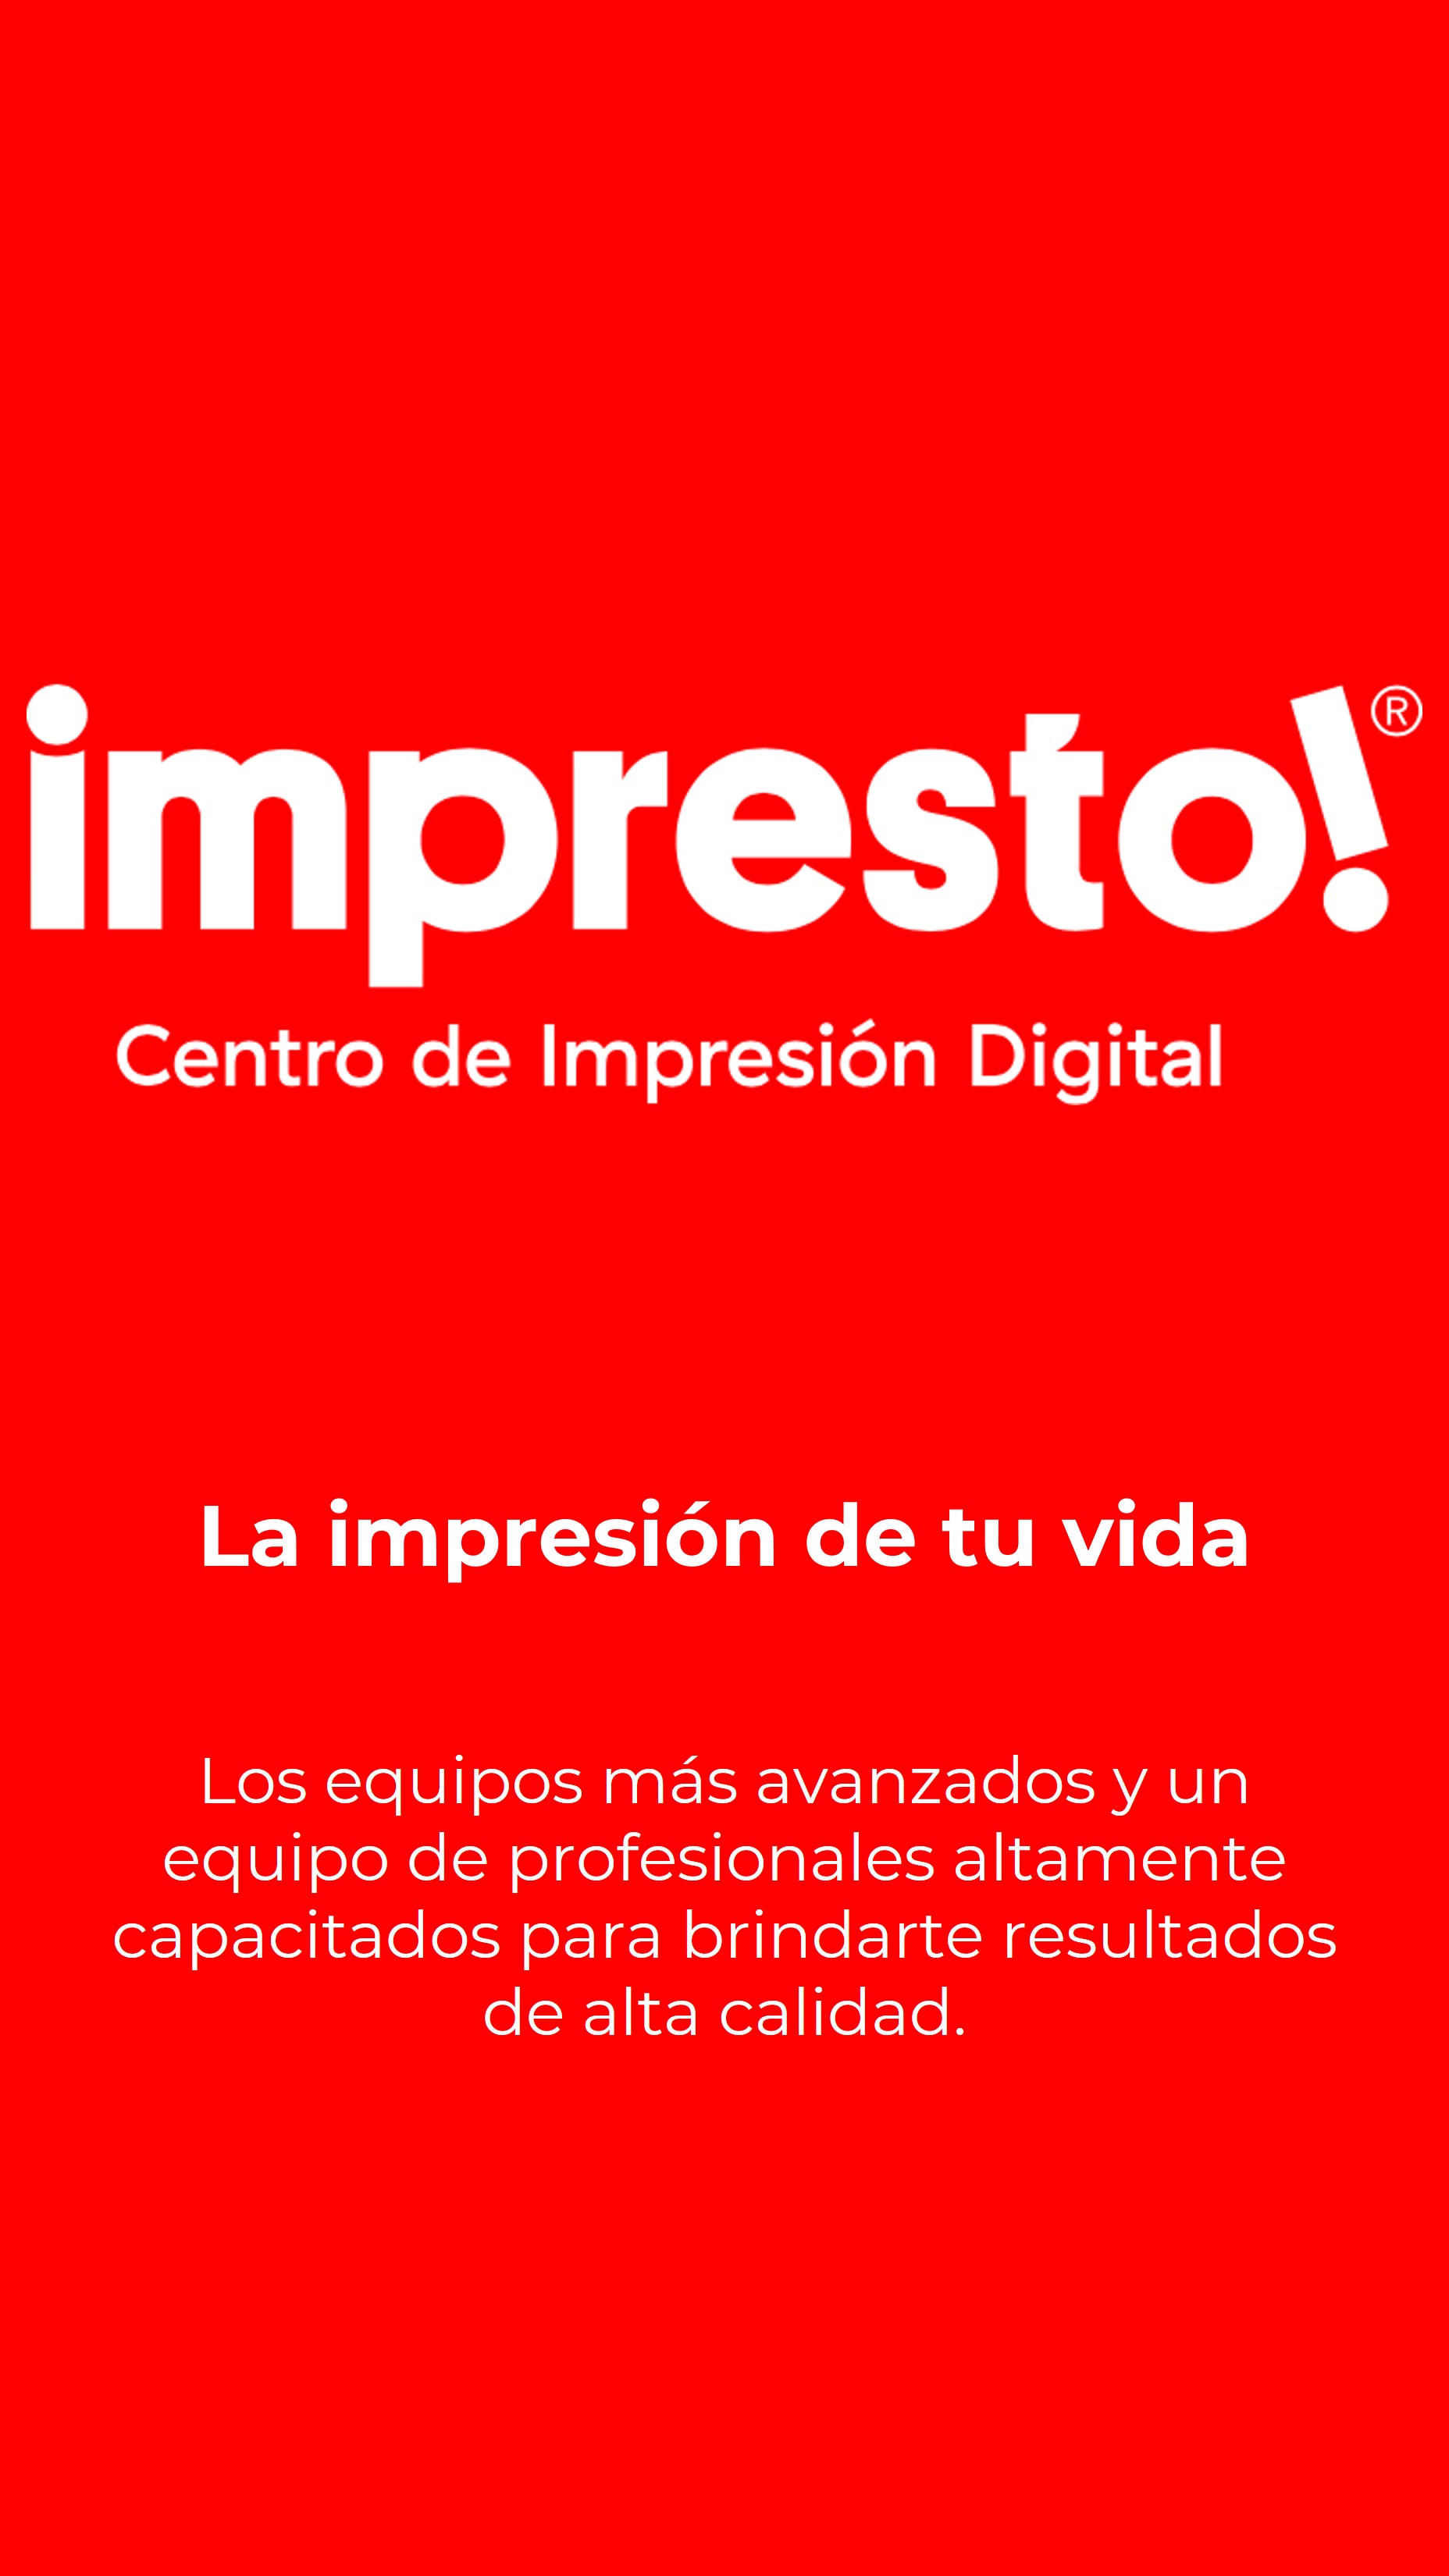 impresto!®
Centro de Impresión Digital
La impresión de tu vida
Los equipos más avanzados y un
equipo de profesionales altamente
capacitados para brindarte resultados
de alta calidad.